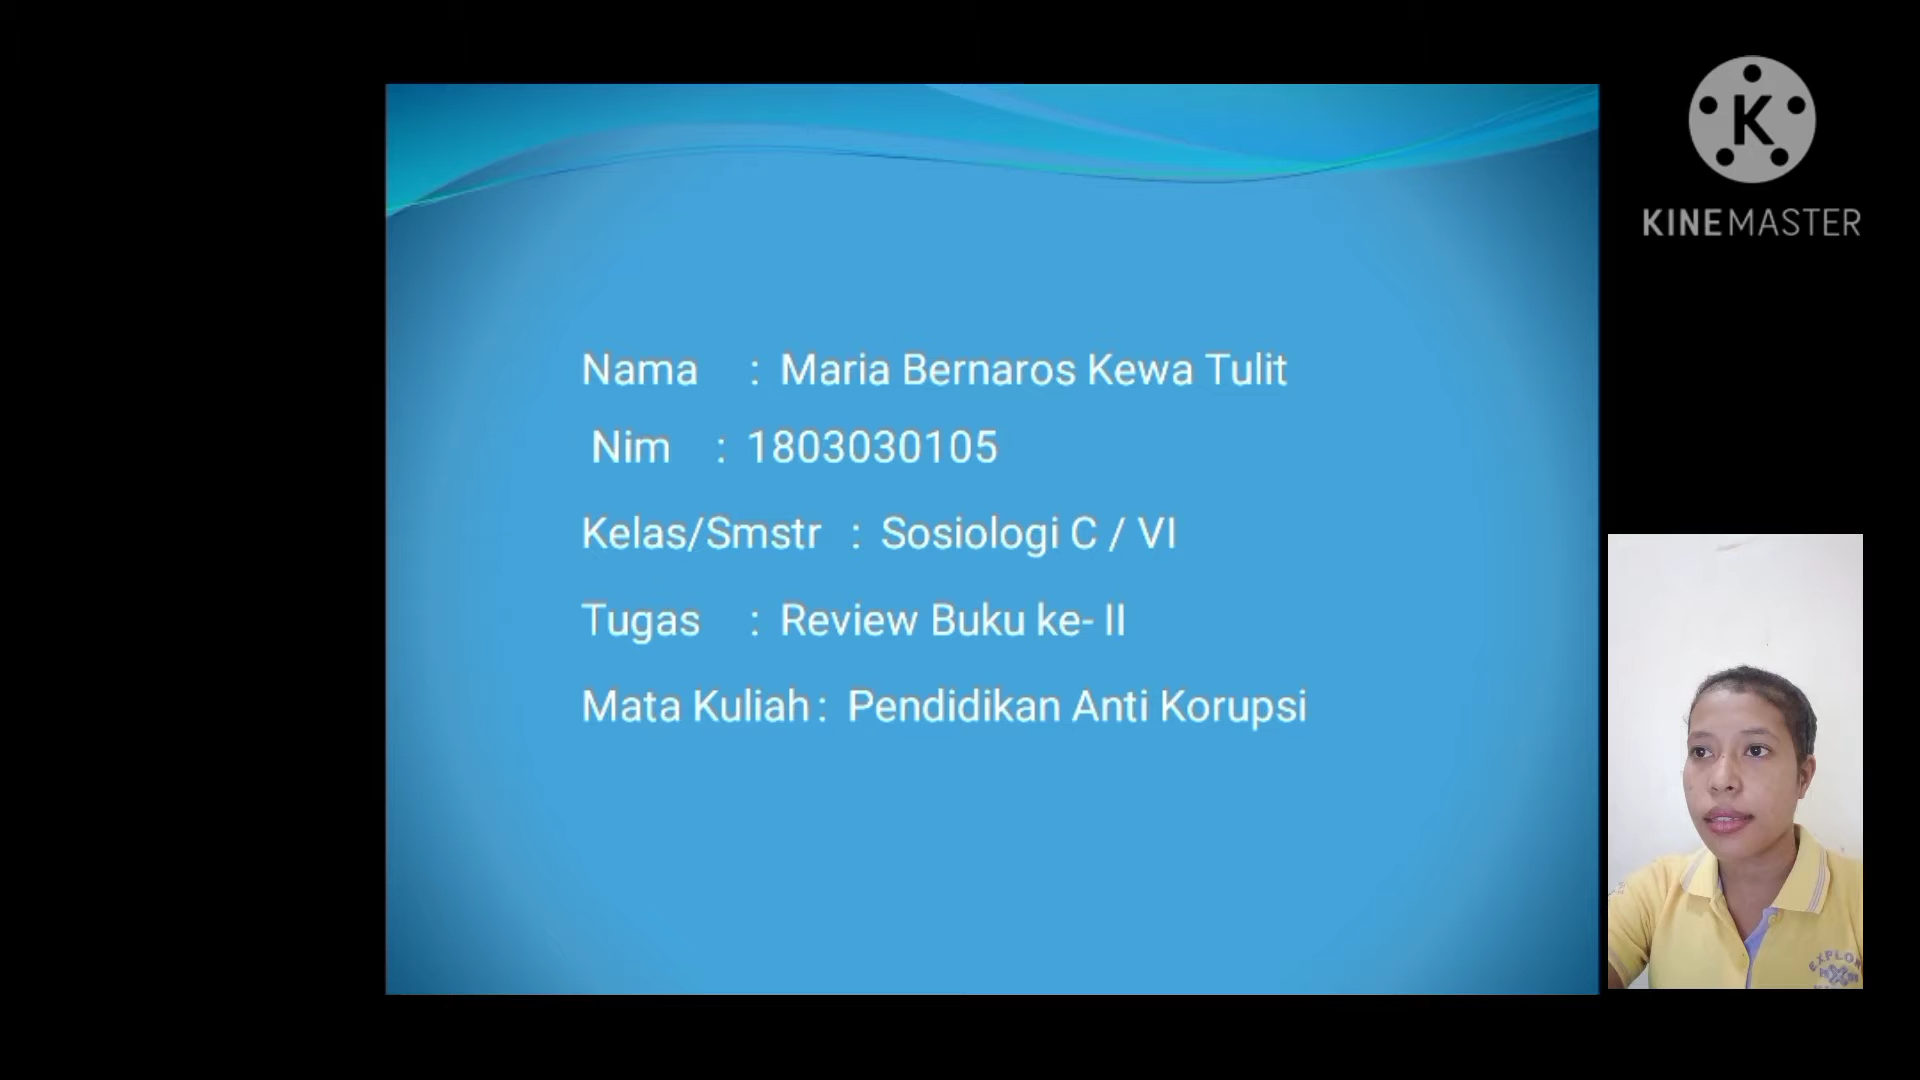 KINEMASTER
Nama : Maria Bernaros Kewa Tulit
Nim : 1803030105
Kelas/Smstr : Sosiologi C / VI
Tugas : Review Buku ke- II
Mata Kuliah : Pendidikan Anti Korupsi